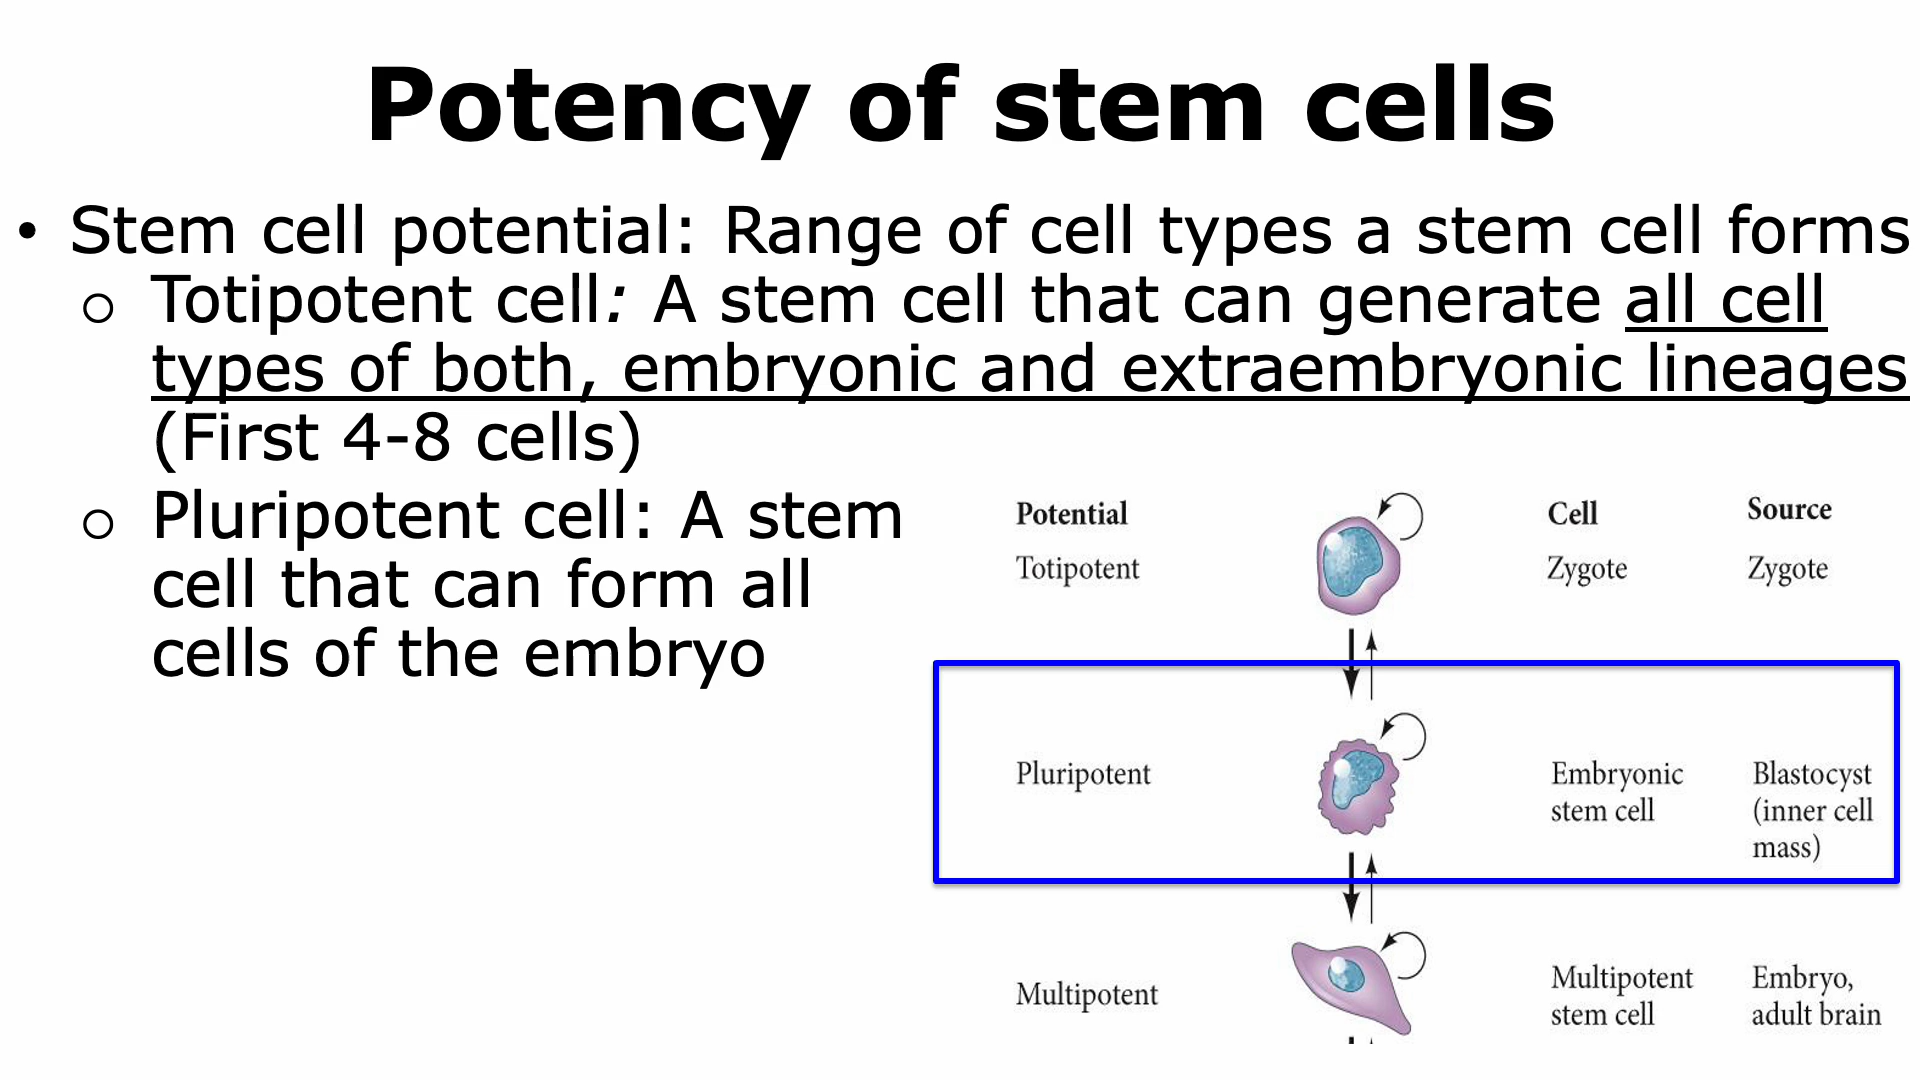 Potency of stem cells
• Stem cell potential: Range of cell types a stem cell forms
o Totipotent cell: A stem cell that can generate all cell
types of both, embryonic and extraembryonic lineages
(First 4-8 cells)
o Pluripotent cell: A stem
cell that can form all
cells of the embryo
Potential Cell Source
Totipotent Zygote Zygote
Pluripotent Embryonic Blastocyst
stem cell (inner cell
mass)
Multipotent Multipotent Embryo,
stem cell adult brain